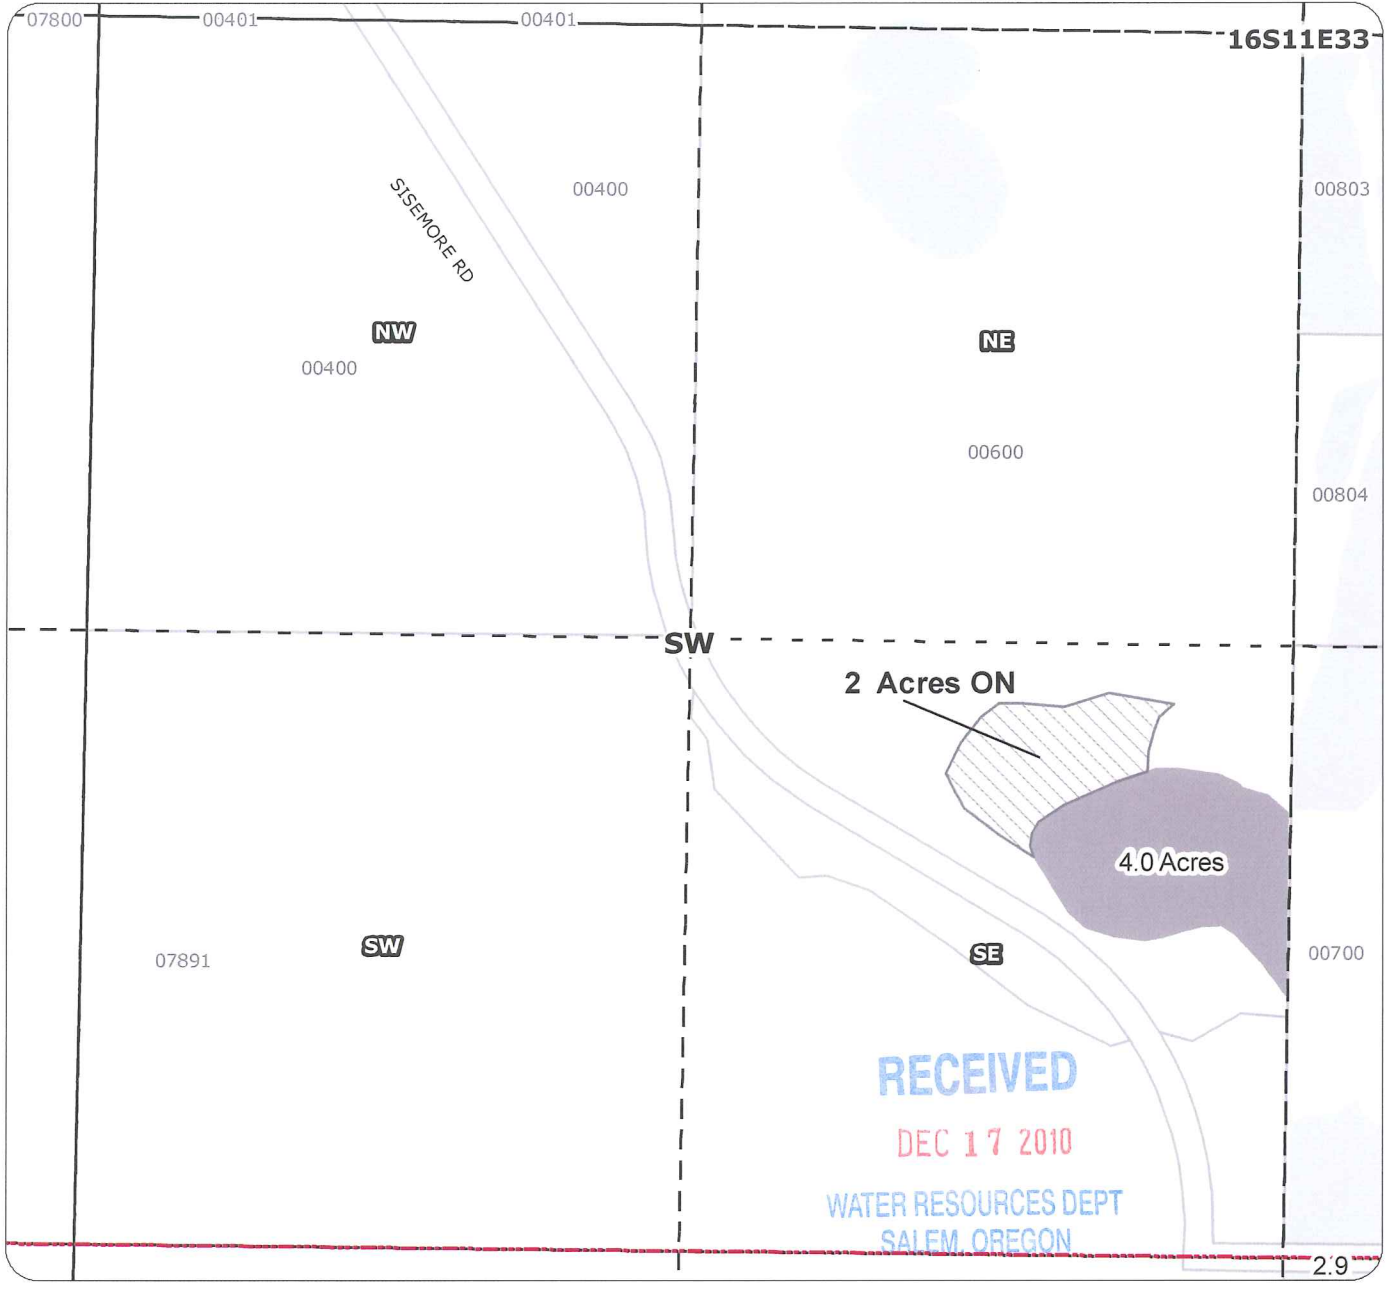 07800
00401
00401
16S11E33
SISEMORE RD
00400
00803
NW
NE
00400
00600
00804
SW
2 Acres ON
4.0 Acres
07891
SW
SE
00700
RECEIVED
DEC 17 2010
WATER RESOURCES DEPT
SALEM, OREGON
2.9